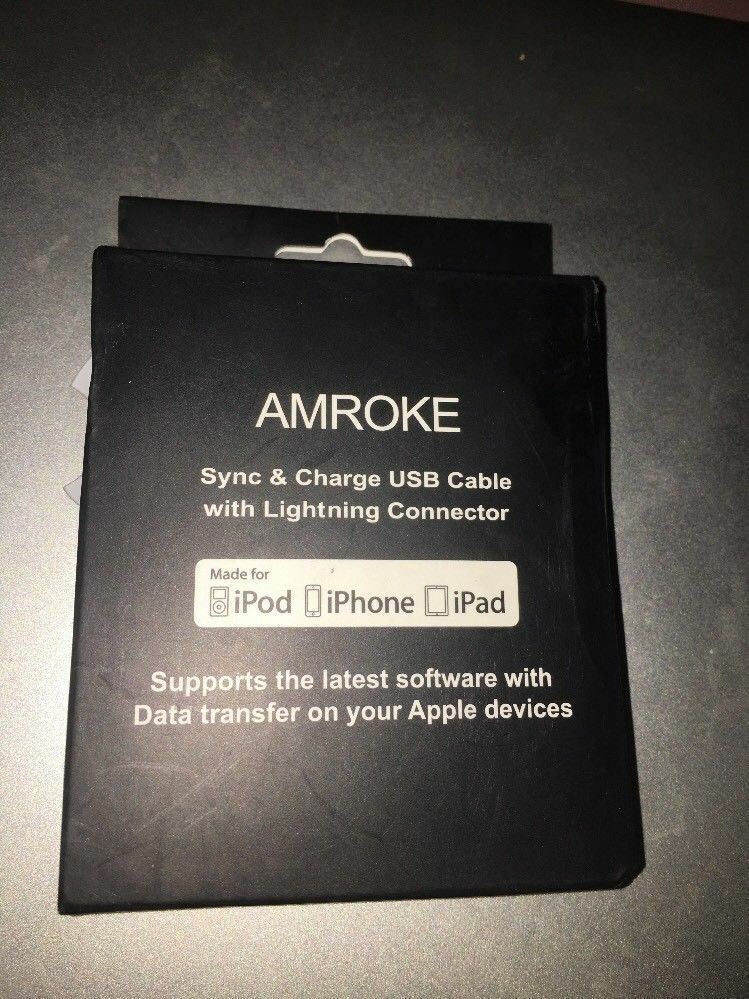 AMROKE
Sync & Charge USB Cable
with Lightning Connector
Made for
iPod iPhone iPad
Supports the latest software with
Data transfer on your Apple devices